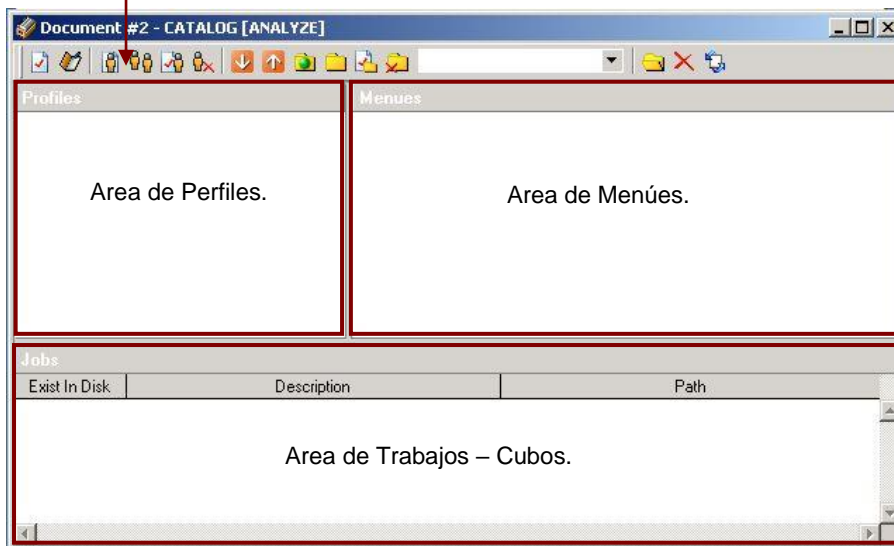 Document #2 - CATALOG [ANALYZE]
Profiles
Menues
Area de Perfiles.
Area de Menúes.
Jobs
Exist In Disk
Description
Path
Area de Trabajos – Cubos.